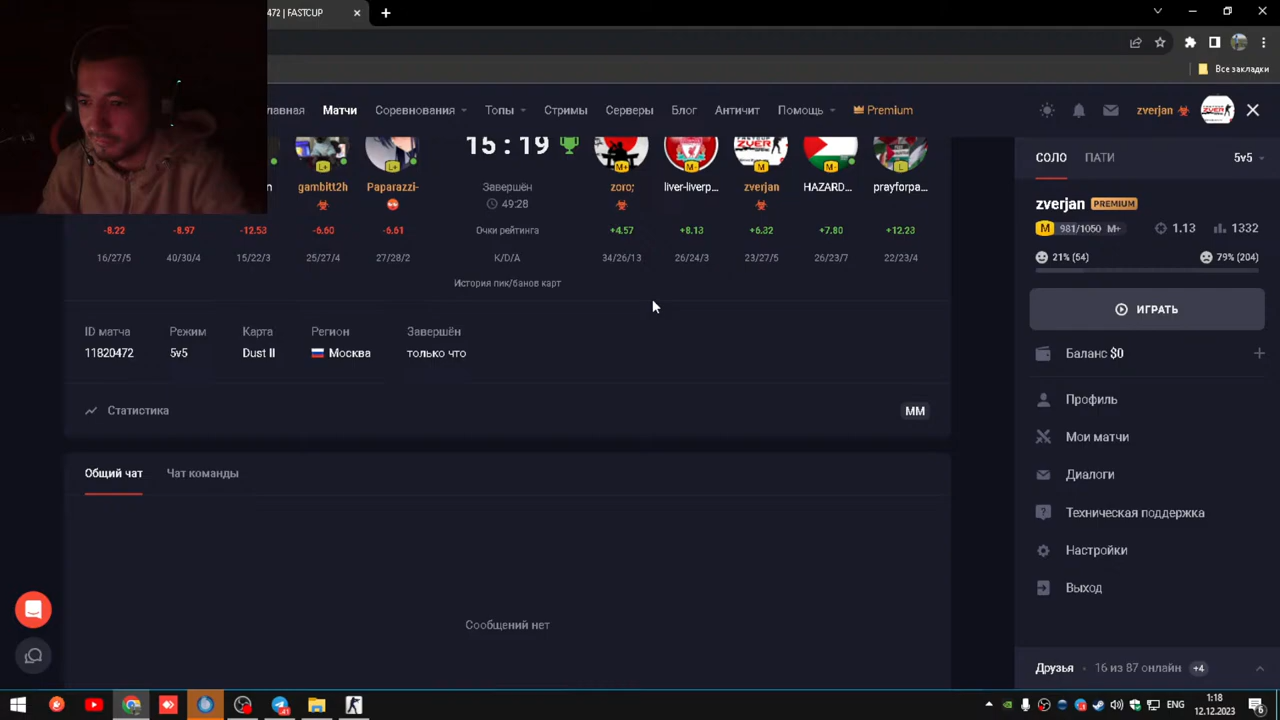 472 | FASTCUP
Все закладки
лавная Матчи Соревнования Топы Стримы Серверы Блог Античит Помощь Premium zverjan
15 : 19
L+ L+ M+ M- M M- L
gambitt2h Paparazzi- Завершён zoro; liver-liverp... zverjan HAZARD... prayforpa...
49:28
-8.22 -8.97 -12.53 -6.60 -6.61 Очки рейтинга +4.57 +8.13 +6.32 +7.80 +12.23
16/27/5 40/30/4 15/22/3 25/27/4 27/28/2 K/D/A 34/26/13 26/24/3 23/27/5 26/23/7 22/23/4
История пик/банов карт
ID матча Режим Карта Регион Завершён
11820472 5v5 Dust II Москва только что
Статистика MM
Общий чат Чат команды
Сообщений нет
СОЛО ПАТИ 5v5
zverjan PREMIUM
M 981/1050 M+ 1.13 1332
21% (54) 79% (204)
ИГРАТЬ
Баланс $0
Профиль
Мои матчи
Диалоги
Техническая поддержка
Настройки
Выход
Друзья 16 из 87 онлайн +4
ENG 1:18
12.12.2023
6